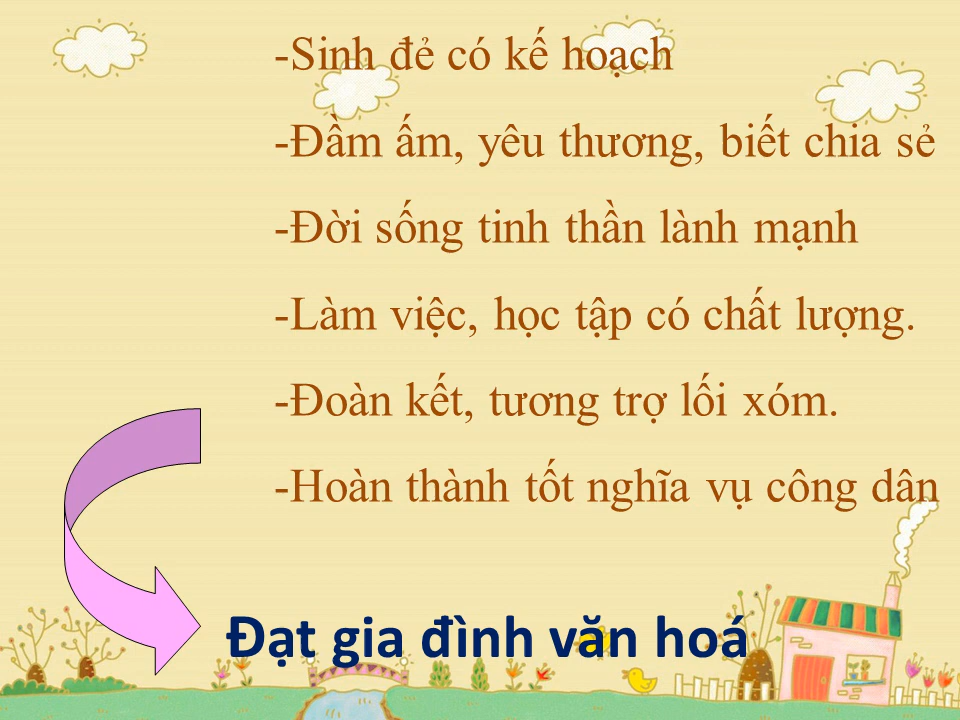 -Sinh đẻ có kế hoạch
-Đầm ấm, yêu thương, biết chia sẻ
-Đời sống tinh thần lành mạnh
-Làm việc, học tập có chất lượng.
-Đoàn kết, tương trợ lối xóm.
-Hoàn thành tốt nghĩa vụ công dân
Đạt gia đình văn hoá